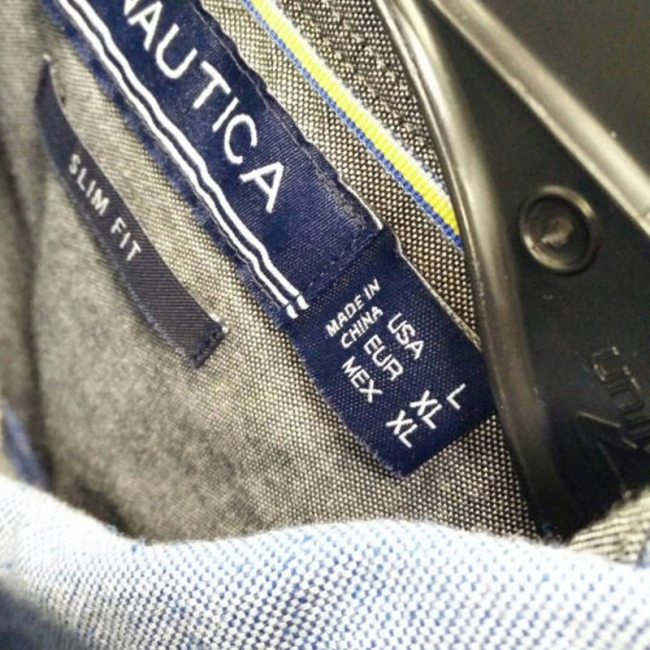 NAUTICA
SLIM FIT
MADE IN
CHINA
USA L
EUR XL
MEX XL